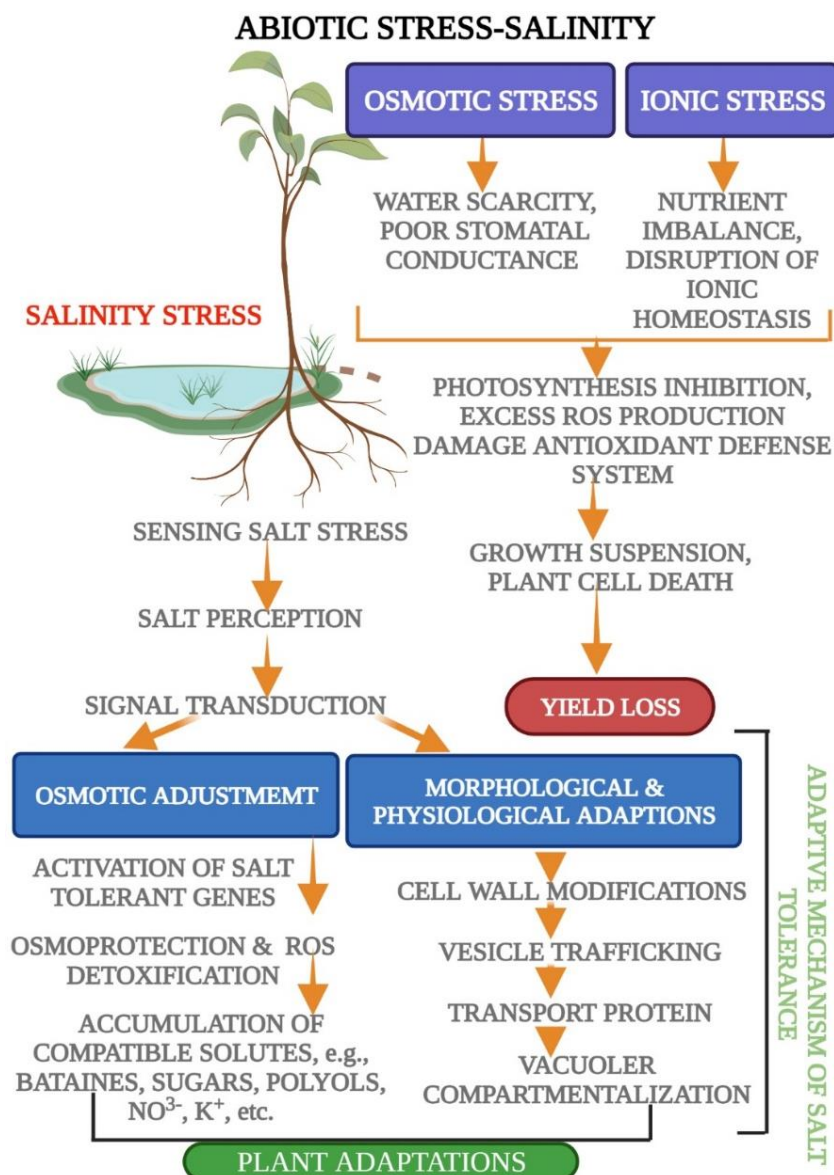 ABIOTIC STRESS-SALINITY
OSMOTIC STRESS
IONIC STRESS
WATER SCARCITY,
POOR STOMATAL
CONDUCTANCE
NUTRIENT
IMBALANCE,
DISRUPTION OF
IONIC
HOMEOSTASIS
SALINITY STRESS
PHOTOSYNTHESIS INHIBITION,
EXCESS ROS PRODUCTION
DAMAGE ANTIOXIDANT DEFENSE
SYSTEM
GROWTH SUSPENSION,
PLANT CELL DEATH
YIELD LOSS
SENSING SALT STRESS
SALT PERCEPTION
SIGNAL TRANSDUCTION
OSMOTIC ADJUSTMEMT
ACTIVATION OF SALT
TOLERANT GENES
OSMOPROTECTION & ROS
DETOXIFICATION
ACCUMULATION OF
COMPATIBLE SOLUTES, e.g.,
BATAINES, SUGARS, POLYOLS,
NO³⁻, K⁺, etc.
MORPHOLOGICAL &
PHYSIOLOGICAL ADAPTIONS
CELL WALL MODIFICATIONS
VESICLE TRAFFICKING
TRANSPORT PROTEIN
VACUOLER
COMPARTMENTALIZATION
ADAPTIVE MECHANISM OF SALT
TOLERANCE
PLANT ADAPTATIONS